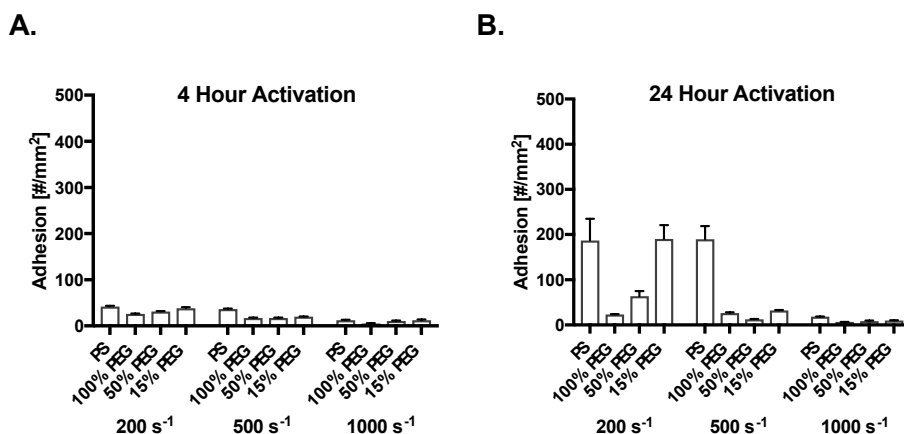 A.
4 Hour Activation
Adhesion [#/mm²]
500
400
300
200
100
0
PS
100% PEG
50% PEG
15% PEG
PS
100% PEG
50% PEG
15% PEG
PS
100% PEG
50% PEG
15% PEG
200 s⁻¹
500 s⁻¹
1000 s⁻¹
B.
24 Hour Activation
Adhesion [#/mm²]
500
400
300
200
100
0
PS
100% PEG
50% PEG
15% PEG
PS
100% PEG
50% PEG
15% PEG
PS
100% PEG
50% PEG
15% PEG
200 s⁻¹
500 s⁻¹
1000 s⁻¹